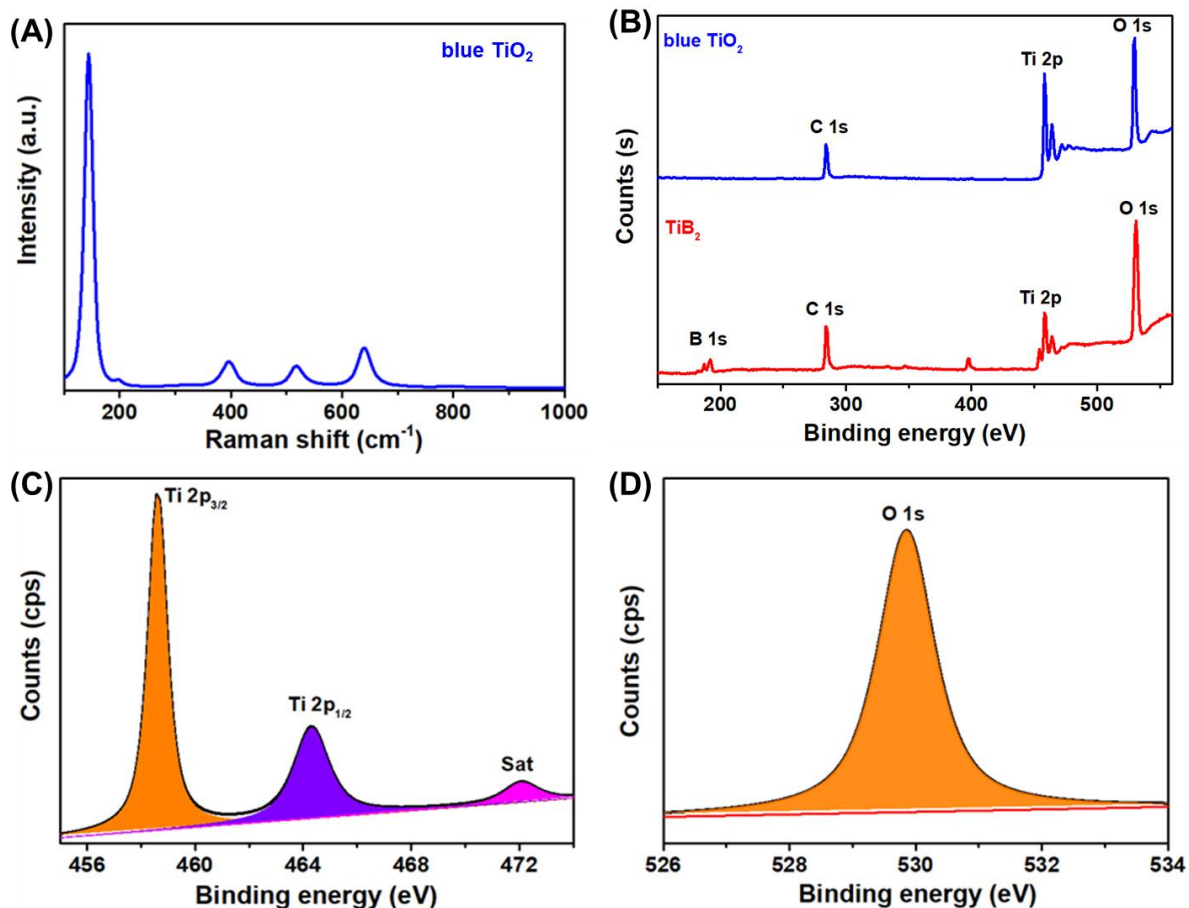 (A)
blue TiO₂
Intensity (a.u.)
200 400 600 800 1000
Raman shift (cm⁻¹)
(B)
blue TiO₂
O 1s
Ti 2p
C 1s
TiB₂
O 1s
Ti 2p
C 1s
B 1s
Counts (s)
200 300 400 500
Binding energy (eV)
(C)
Ti 2p₃/₂
Ti 2p₁/₂
Sat
Counts (cps)
456 460 464 468 472
Binding energy (eV)
(D)
O 1s
Counts (cps)
526 528 530 532 534
Binding energy (eV)